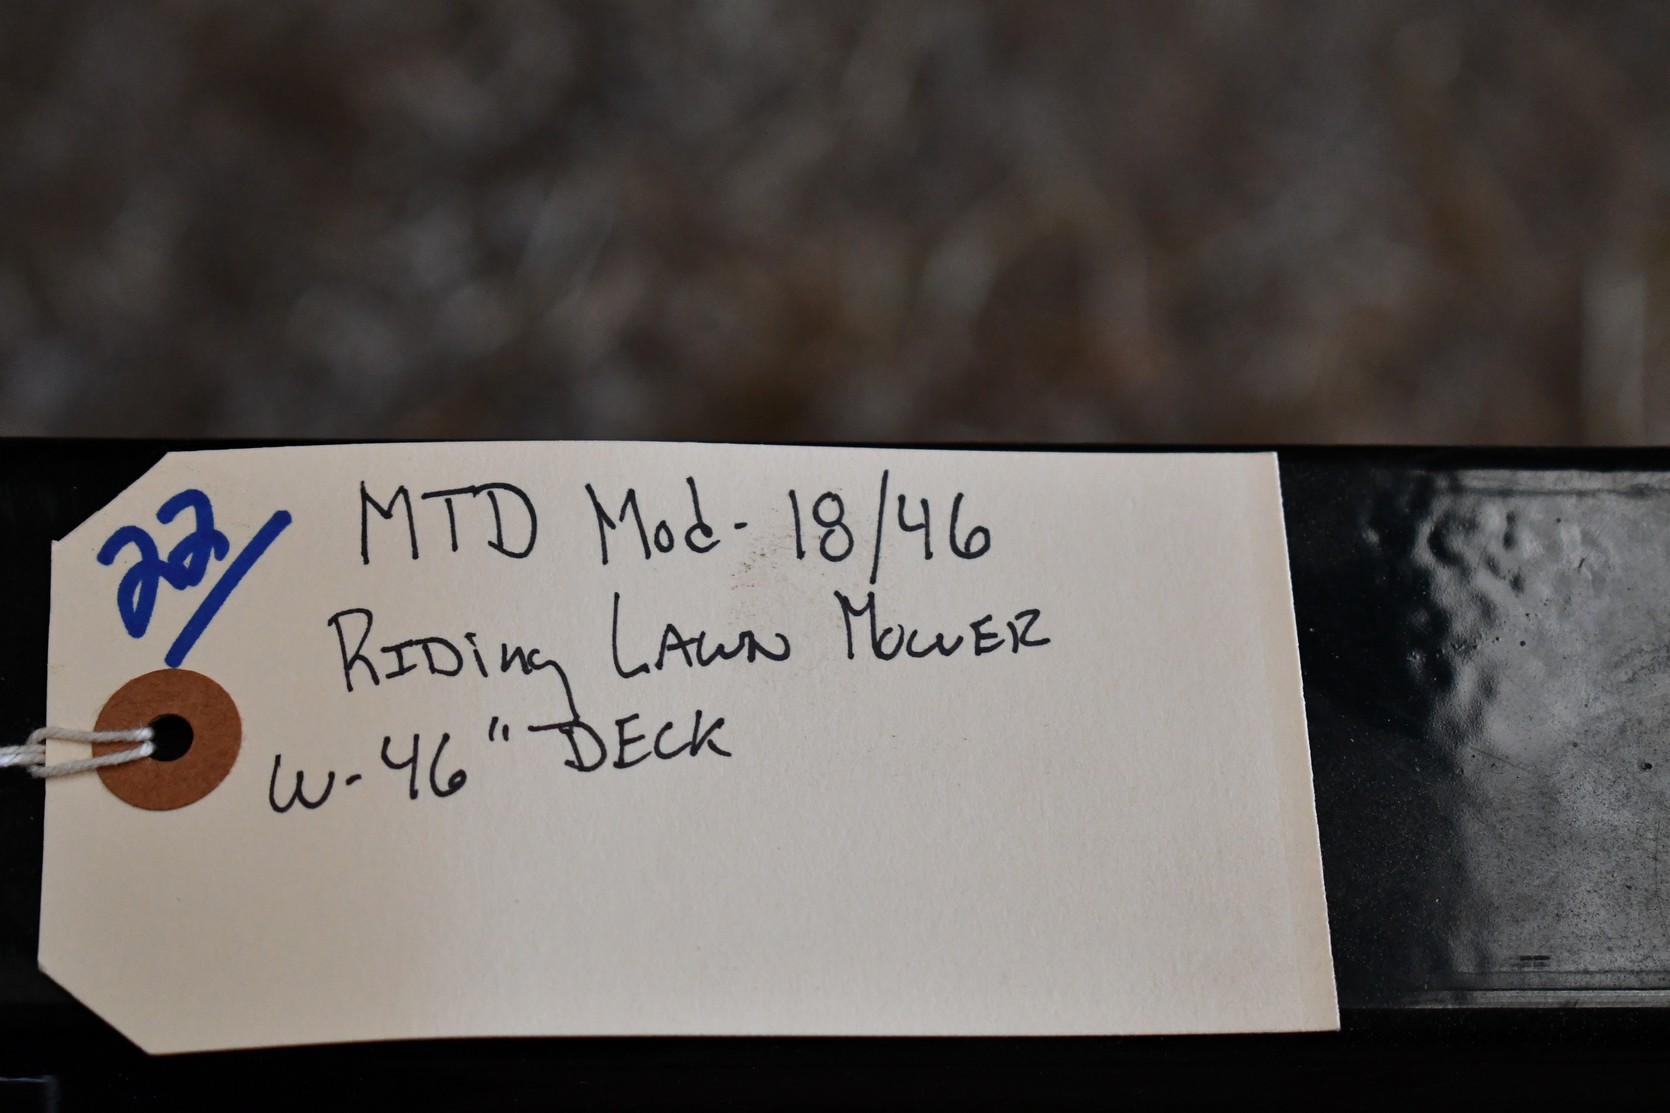 22/
MTD Mod- 18/46
RIDing LAWN MOWER
W-46" DECK